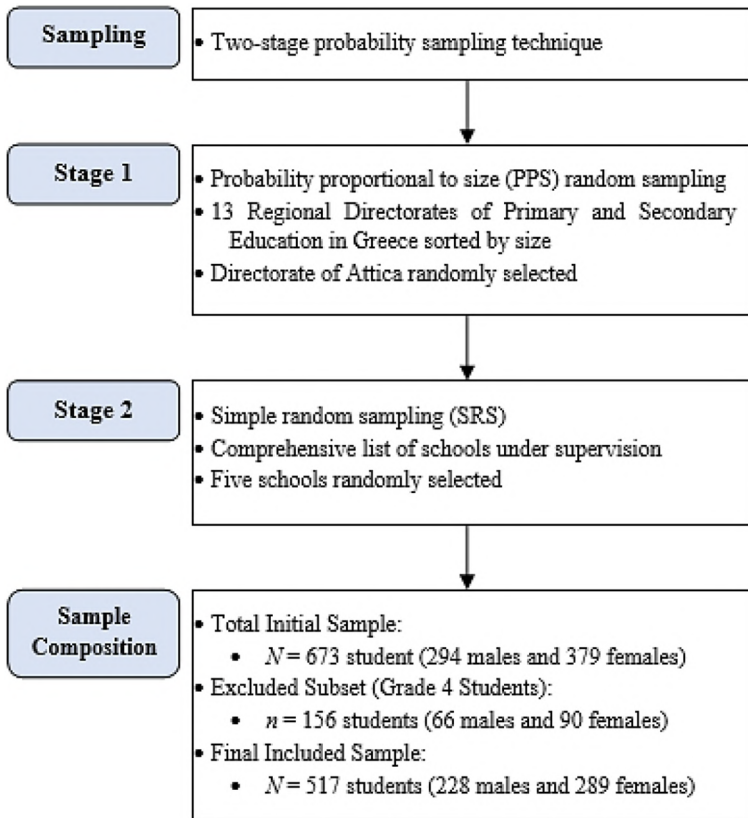 Sampling
• Two-stage probability sampling technique
Stage 1
• Probability proportional to size (PPS) random sampling
• 13 Regional Directorates of Primary and Secondary
Education in Greece sorted by size
• Directorate of Attica randomly selected
Stage 2
• Simple random sampling (SRS)
• Comprehensive list of schools under supervision
• Five schools randomly selected
Sample
Composition
• Total Initial Sample:
• N = 673 student (294 males and 379 females)
• Excluded Subset (Grade 4 Students):
• n = 156 students (66 males and 90 females)
• Final Included Sample:
• N = 517 students (228 males and 289 females)